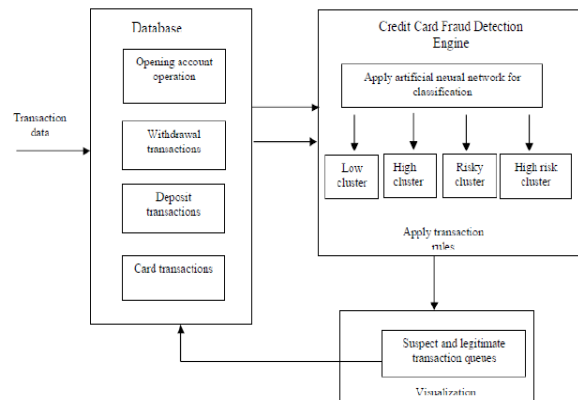 Transaction
data
Database
Opening account
operation
Withdrawal
transactions
Deposit
transactions
Card transactions
Credit Card Fraud Detection
Engine
Apply artificial neural network for
classification
Low
cluster
High
cluster
Risky
cluster
High risk
cluster
Apply transaction
rules
Suspect and legitimate
transaction queues
Visualization